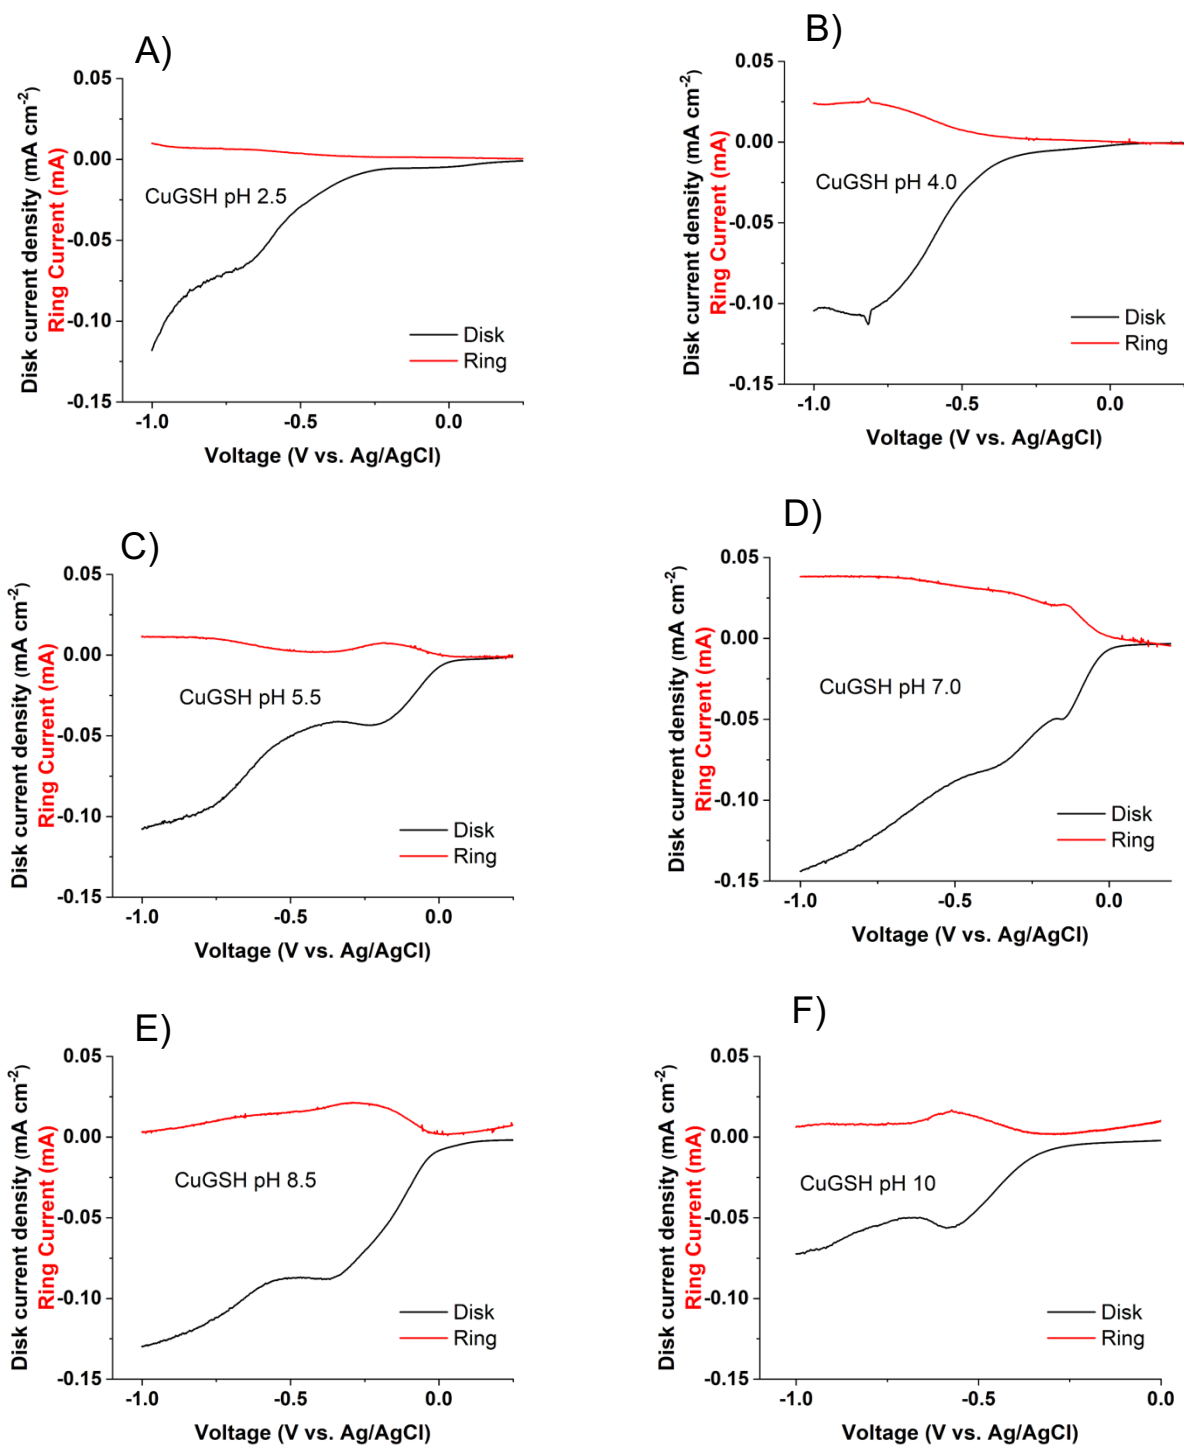 A)
Disk current density (mA cm-2)
Ring Current (mA)
0.05
0.00
-0.05
-0.10
-0.15
CuGSH pH 2.5
Disk
Ring
-1.0
-0.5
0.0
Voltage (V vs. Ag/AgCl)
B)
Disk current density (mA cm-2)
Ring Current (mA)
0.05
0.00
-0.05
-0.10
-0.15
CuGSH pH 4.0
Disk
Ring
-1.0
-0.5
0.0
Voltage (V vs. Ag/AgCl)
C)
Disk current density (mA cm-2)
Ring Current (mA)
0.05
0.00
-0.05
-0.10
-0.15
CuGSH pH 5.5
Disk
Ring
-1.0
-0.5
0.0
Voltage (V vs. Ag/AgCl)
D)
Disk current density (mA cm-2)
Ring Current (mA)
0.05
0.00
-0.05
-0.10
-0.15
CuGSH pH 7.0
Disk
Ring
-1.0
-0.5
0.0
Voltage (V vs. Ag/AgCl)
E)
Disk current density (mA cm-2)
Ring Current (mA)
0.05
0.00
-0.05
-0.10
-0.15
CuGSH pH 8.5
Disk
Ring
-1.0
-0.5
0.0
Voltage (V vs. Ag/AgCl)
F)
Disk current density (mA cm-2)
Ring Current (mA)
0.05
0.00
-0.05
-0.10
-0.15
CuGSH pH 10
Disk
Ring
-1.0
-0.5
0.0
Voltage (V vs. Ag/AgCl)